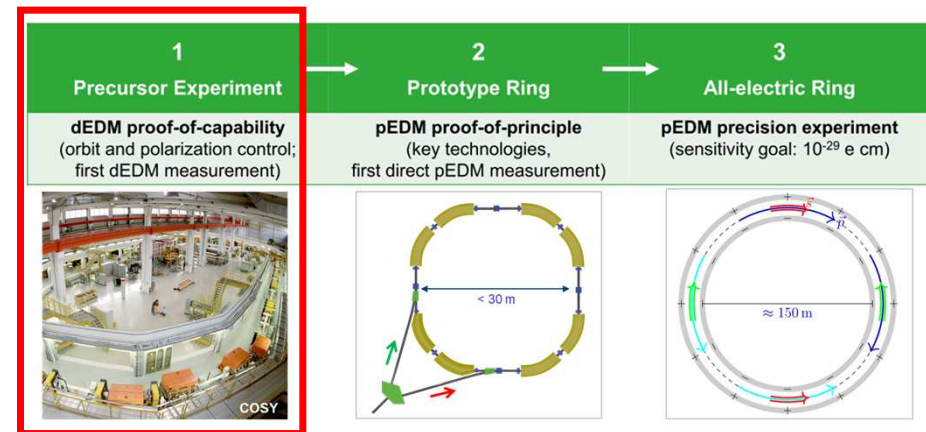 1
Precursor Experiment
2
Prototype Ring
3
All-electric Ring
dEDM proof-of-capability
(orbit and polarization control;
first dEDM measurement)
pEDM proof-of-principle
(key technologies,
first direct pEDM measurement)
pEDM precision experiment
(sensitivity goal: 10⁻²⁹ e cm)
COSY
< 30 m
s⃗
p⃗
≈ 150 m